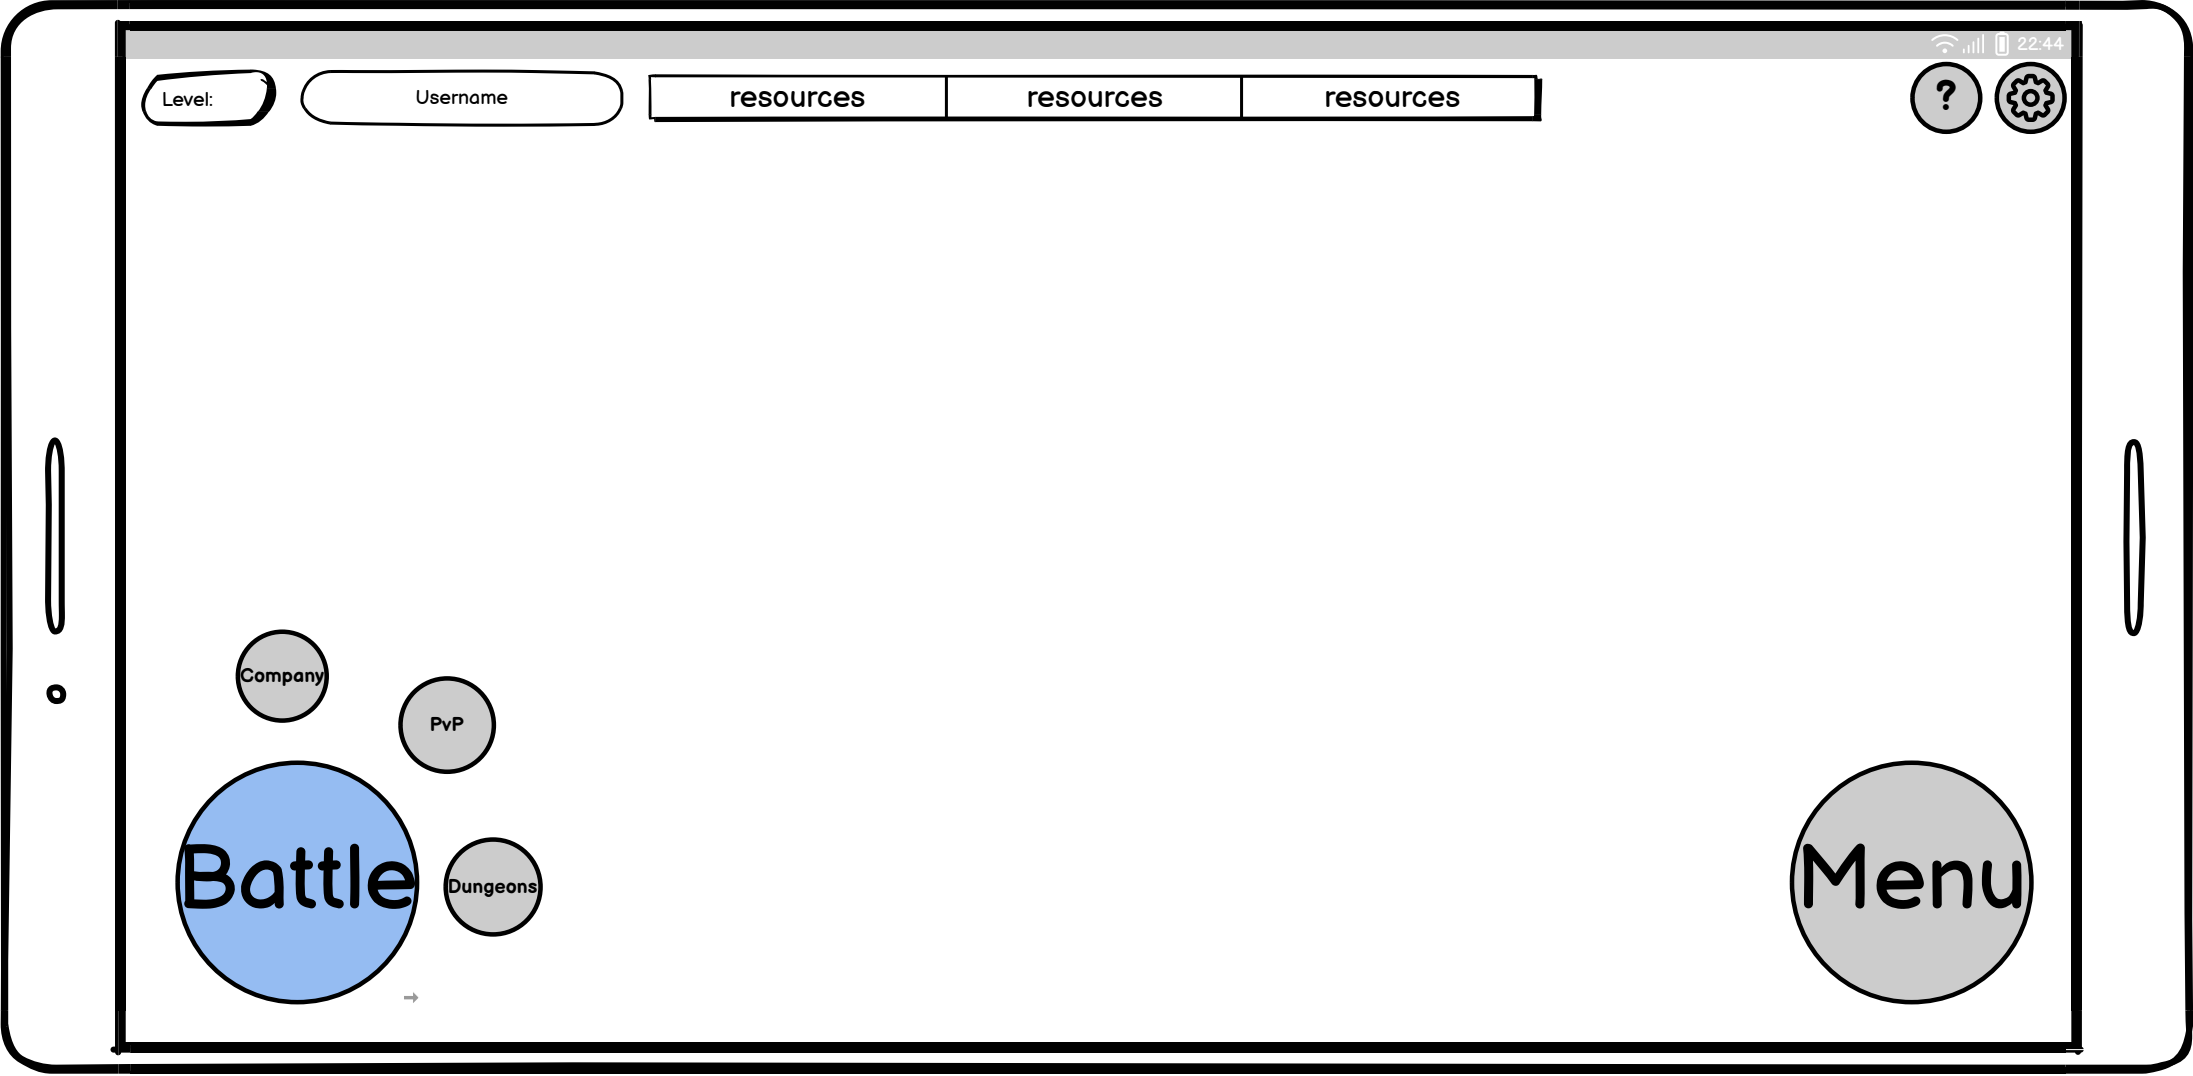 22:44
Level:
Username
resources
resources
resources
?
Company
PvP
Battle
Dungeons
Menu